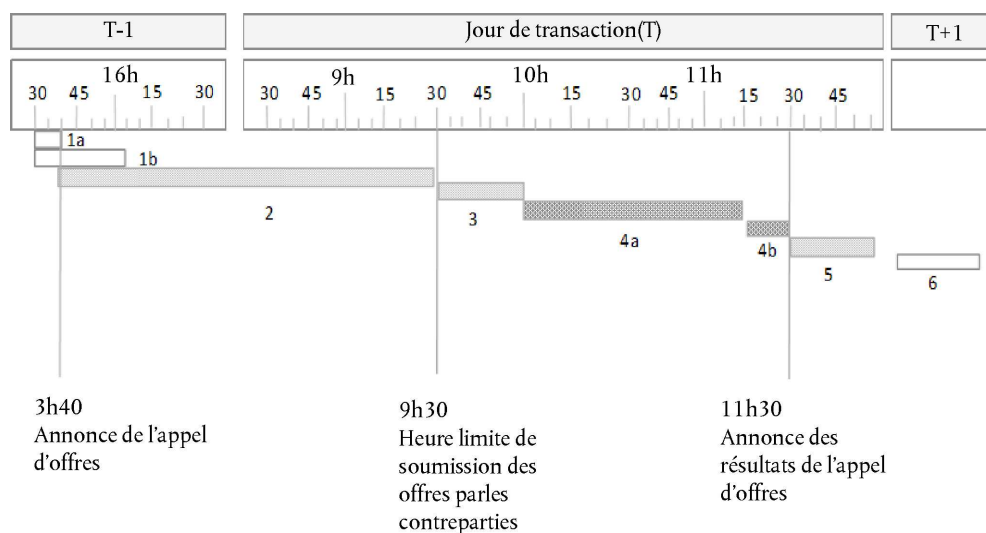 T-1 Jour de transaction(T) T+1
16h 9h 10h 11h
30 45 15 30 30 45 15 30 45 15 30 45 15 30 45
1a
1b
2 3
4a 4b
5 6
3h40
Annonce de l'appel
d'offres
9h30
Heure limite de
soumission des
offres parles
contreparties
11h30
Annonce des
résultats de l'appel
d'offres